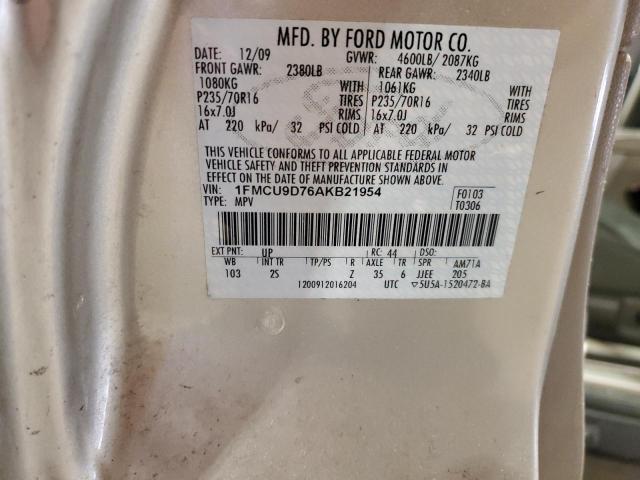 MFD. BY FORD MOTOR CO.
DATE: 12/09 GVWR: 4600LB/ 2087KG
FRONT GAWR: 2380LB REAR GAWR: 2340LB
1080KG WITH 1061KG WITH
P235/70R16 TIRES P235/70R16 TIRES
16x7.0J RIMS 16x7.0J RIMS
AT 220 kPa/ 32 PSI COLD AT 220 kPa/ 32 PSI COLD
THIS VEHICLE CONFORMS TO ALL APPLICABLE FEDERAL MOTOR
VEHICLE SAFETY AND THEFT PREVENTION STANDARDS IN
EFFECT ON THE DATE OF MANUFACTURE SHOWN ABOVE.
VIN: 1FMCU9D76AKB21954 F0103
TYPE: MPV T0306
EXT PNT: UP RC: 44 DSO:
WB INT TR TP/PS R AXLE TR SPR AM71A
103 2S Z 35 6 JJEE 205
1200912016204 UTC ▽5U5A-1520472-BA